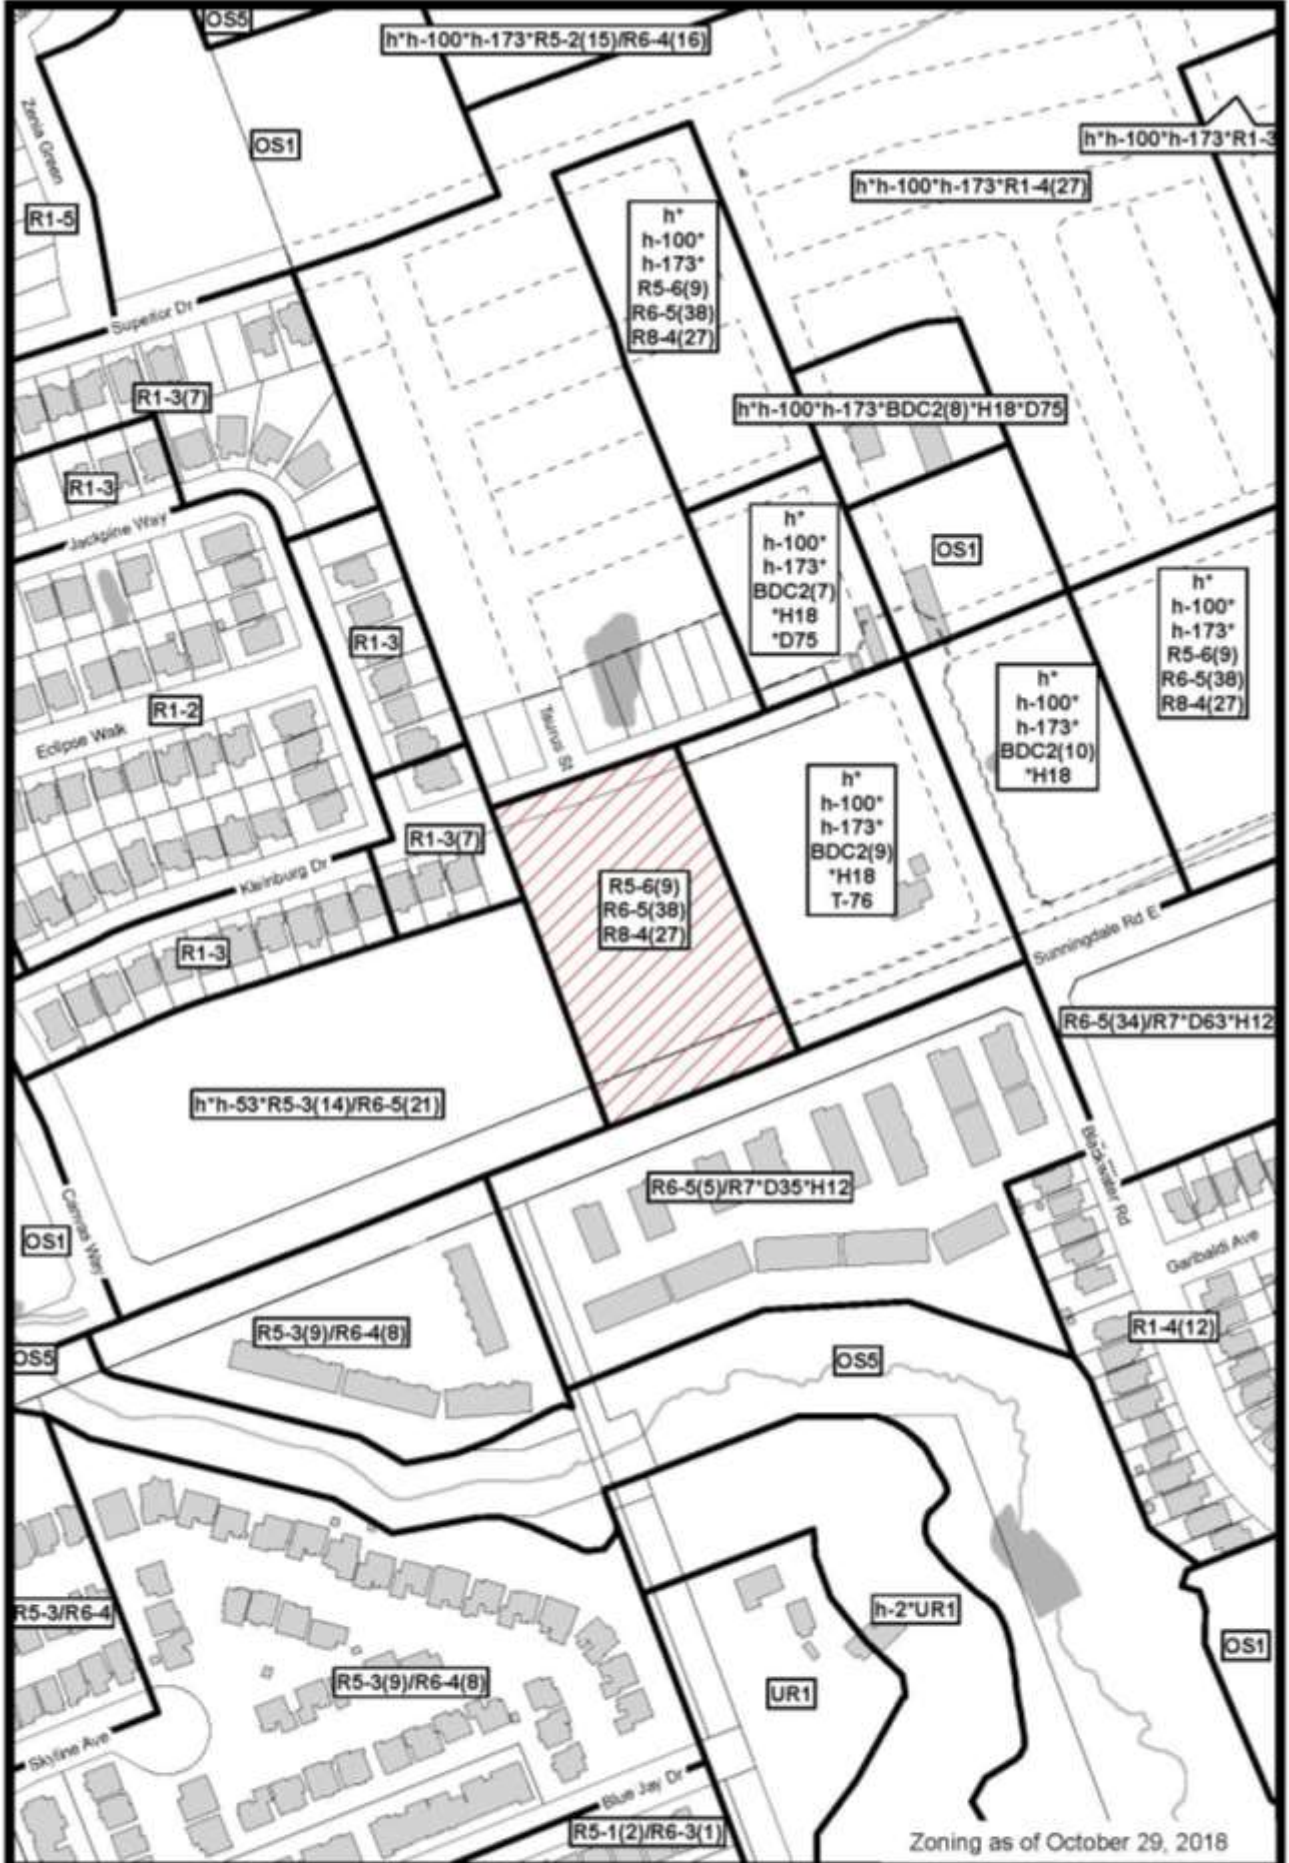 OS5
h*h-100*h-173*R5-2(15)/R6-4(16)
Zenia Green
OS1
h*h-100*h-173*R1-3
h*h-100*h-173*R1-4(27)
R1-5
h*
h-100*
h-173*
R5-6(9)
R6-5(38)
R8-4(27)
Superior Dr
R1-3(7)
h*h-100*h-173*BDC2(8)*H18*D75
R1-3
Jackpine Way
h*
h-100*
h-173*
BDC2(7)
*H18
*D75
OS1
h*
h-100*
h-173*
R5-6(9)
R6-5(38)
R8-4(27)
R1-3
h*
h-100*
h-173*
BDC2(10)
*H18
R1-2
Eclipse Walk
Taurus St
h*
h-100*
h-173*
BDC2(9)
*H18
T-76
R1-3(7)
Kleinburg Dr
R5-6(9)
R6-5(38)
R8-4(27)
Sunningdale Rd E
R1-3
R6-5(34)/R7*D63*H12
h*h-53*R5-3(14)/R6-5(21)
R6-5(5)/R7*D35*H12
Blackwater Rd
Canvas Way
OS1
Garibaldi Ave
R5-3(9)/R6-4(8)
R1-4(12)
OS5
OS5
R5-3/R6-4
h-2*UR1
OS1
R5-3(9)/R6-4(8)
UR1
Skyline Ave
Blue Jay Dr
R5-1(2)/R6-3(1)
Zoning as of October 29, 2018